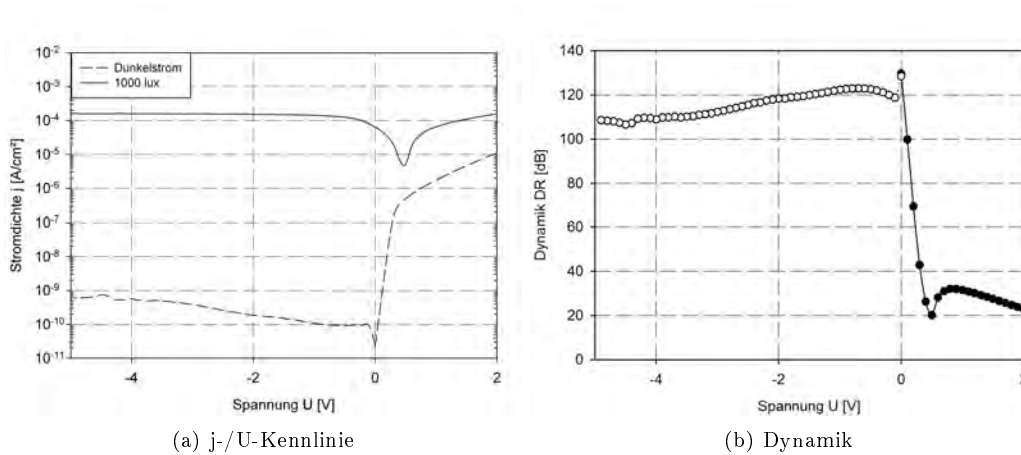 10⁻²
10⁻³
10⁻⁴
10⁻⁵
10⁻⁶
10⁻⁷
10⁻⁸
10⁻⁹
10⁻¹⁰
10⁻¹¹
Stromdichte j [A/cm²]
Dunkelstrom
1000 lux
-4 -2 0 2
Spannung U [V]
(a) j-/U-Kennlinie
140
120
100
80
60
40
20
0
Dynamik DR [dB]
-4 -2 0
Spannung U [V]
(b) Dynamik